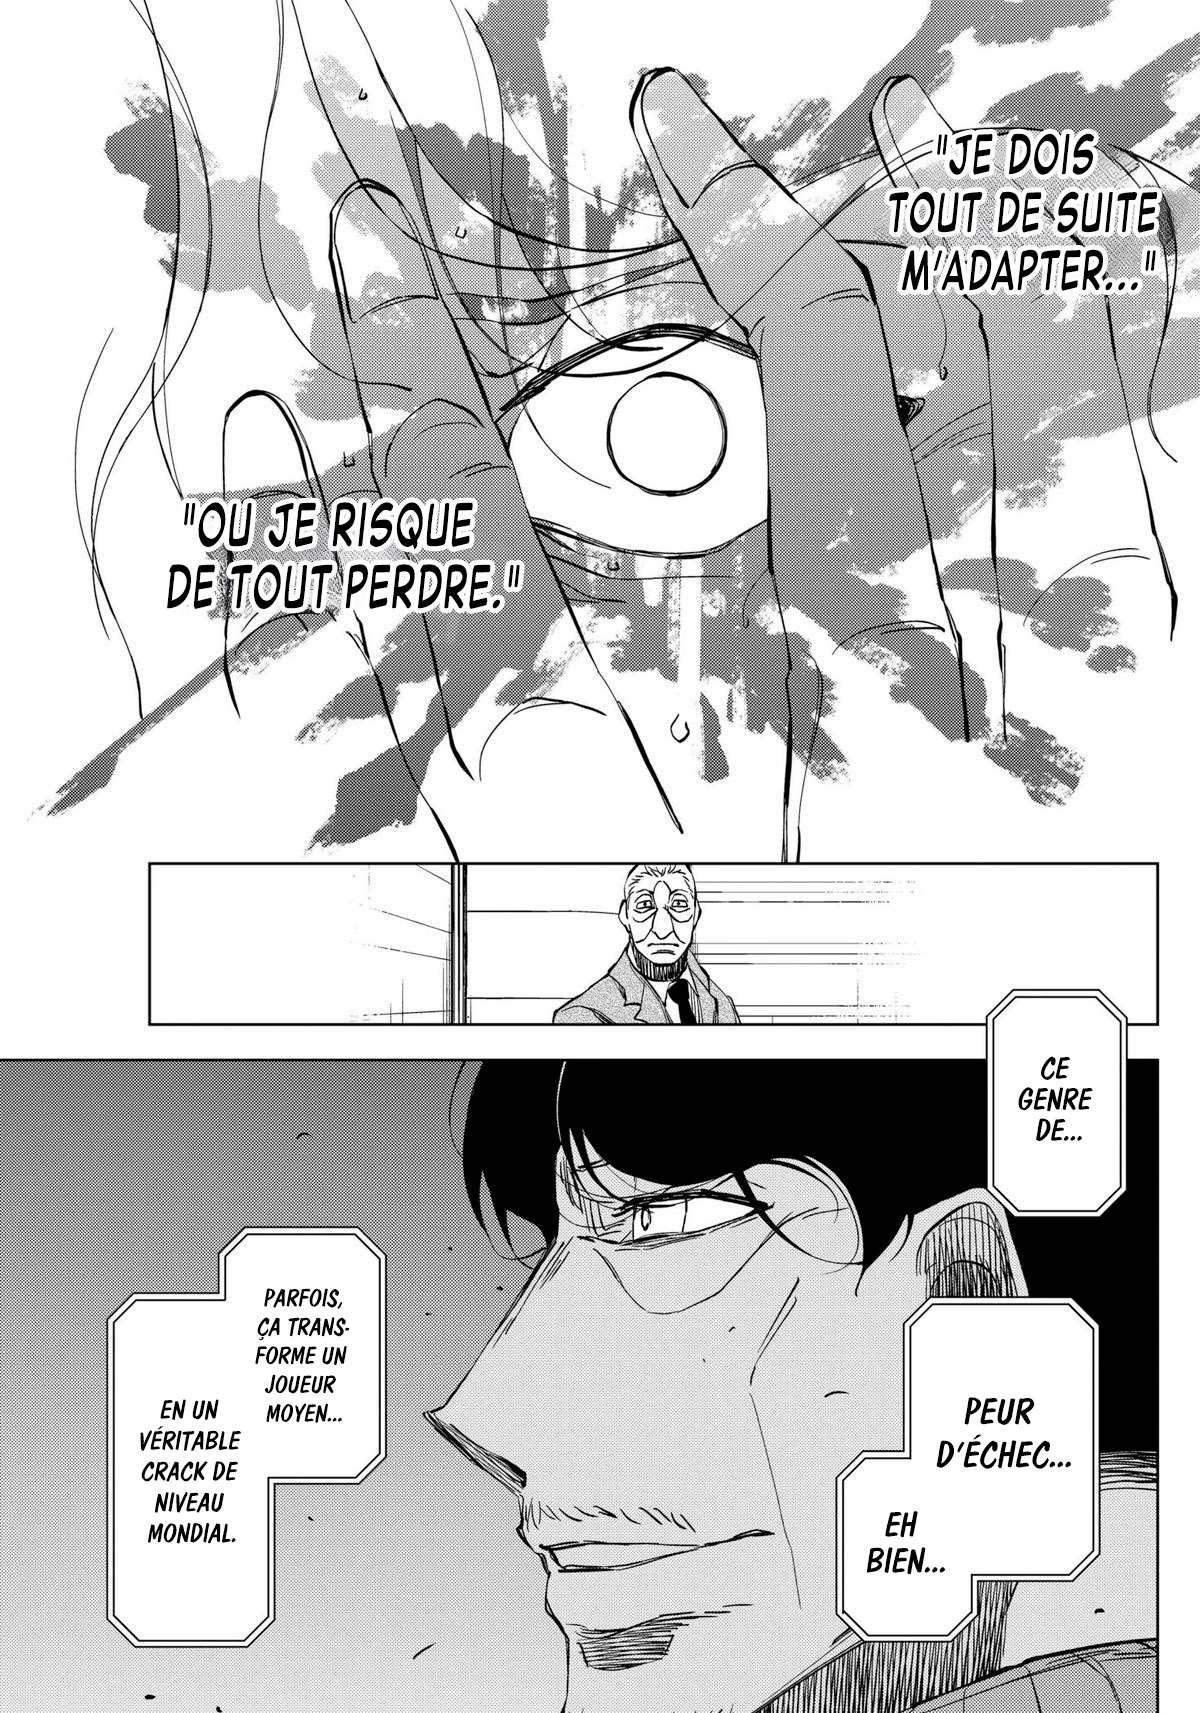 "JE DOIS
TOUT DE SUITE
M'ADAPTER..."
"OU JE RISQUE
DE TOUT PERDRE."
CE
GENRE
DE...
PEUR
D'ÉCHEC...
EH
BIEN...
PARFOIS,
ÇA TRANS-
FORME UN
JOUEUR
MOYEN...
EN UN
VÉRITABLE
CRACK DE
NIVEAU
MONDIAL.